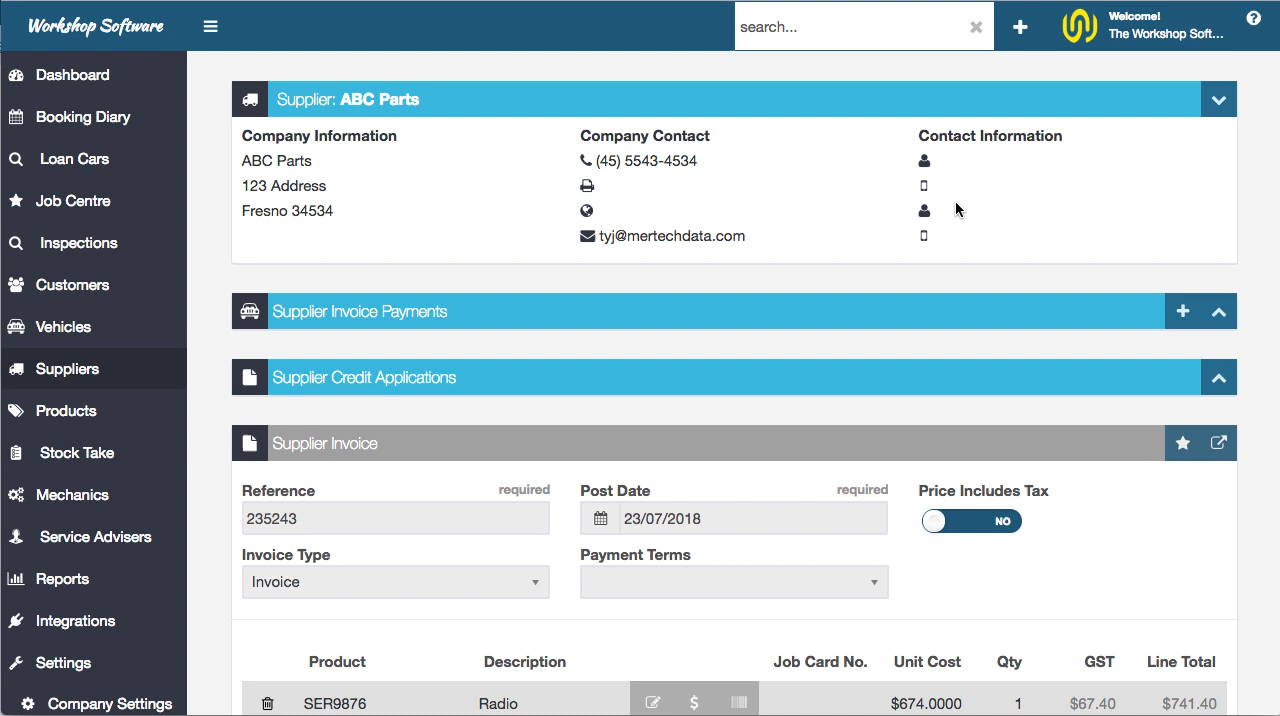 Workshop Software
search...
Welcome!
The Workshop Soft...
Dashboard
Booking Diary
Loan Cars
Job Centre
Inspections
Customers
Vehicles
Suppliers
Products
Stock Take
Mechanics
Service Advisers
Reports
Integrations
Settings
Company Settings
Supplier: ABC Parts
Company Information
ABC Parts
123 Address
Fresno 34534
Company Contact
(45) 5543-4534
tyj@mertechdata.com
Contact Information
Supplier Invoice Payments
Supplier Credit Applications
Supplier Invoice
Reference required
235243
Post Date required
23/07/2018
Price Includes Tax
NO
Invoice Type
Invoice
Payment Terms
Product Description Job Card No. Unit Cost Qty GST Line Total
SER9876 Radio $ $674.0000 1 $67.40 $741.40